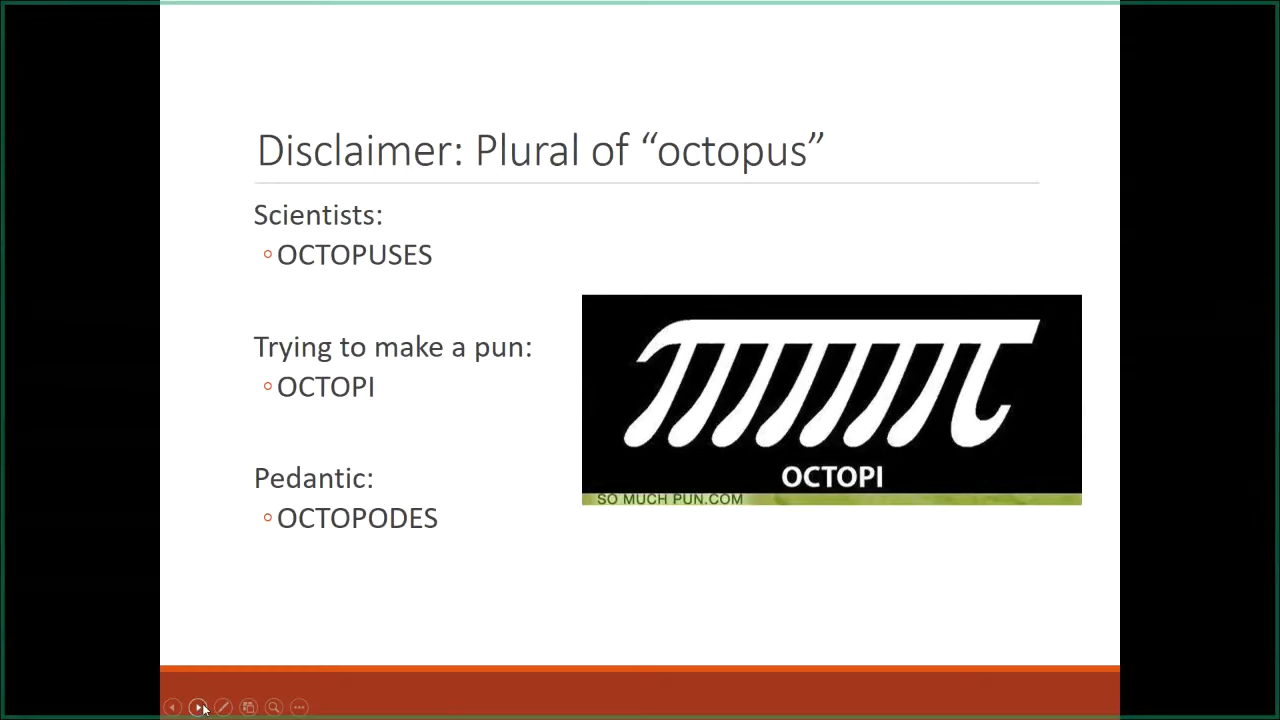 Disclaimer: Plural of “octopus”
Scientists:
OCTOPUSES
Trying to make a pun:
OCTOPI
Pedantic:
OCTOPODES
OCTOPI
SO MUCH PUN.COM